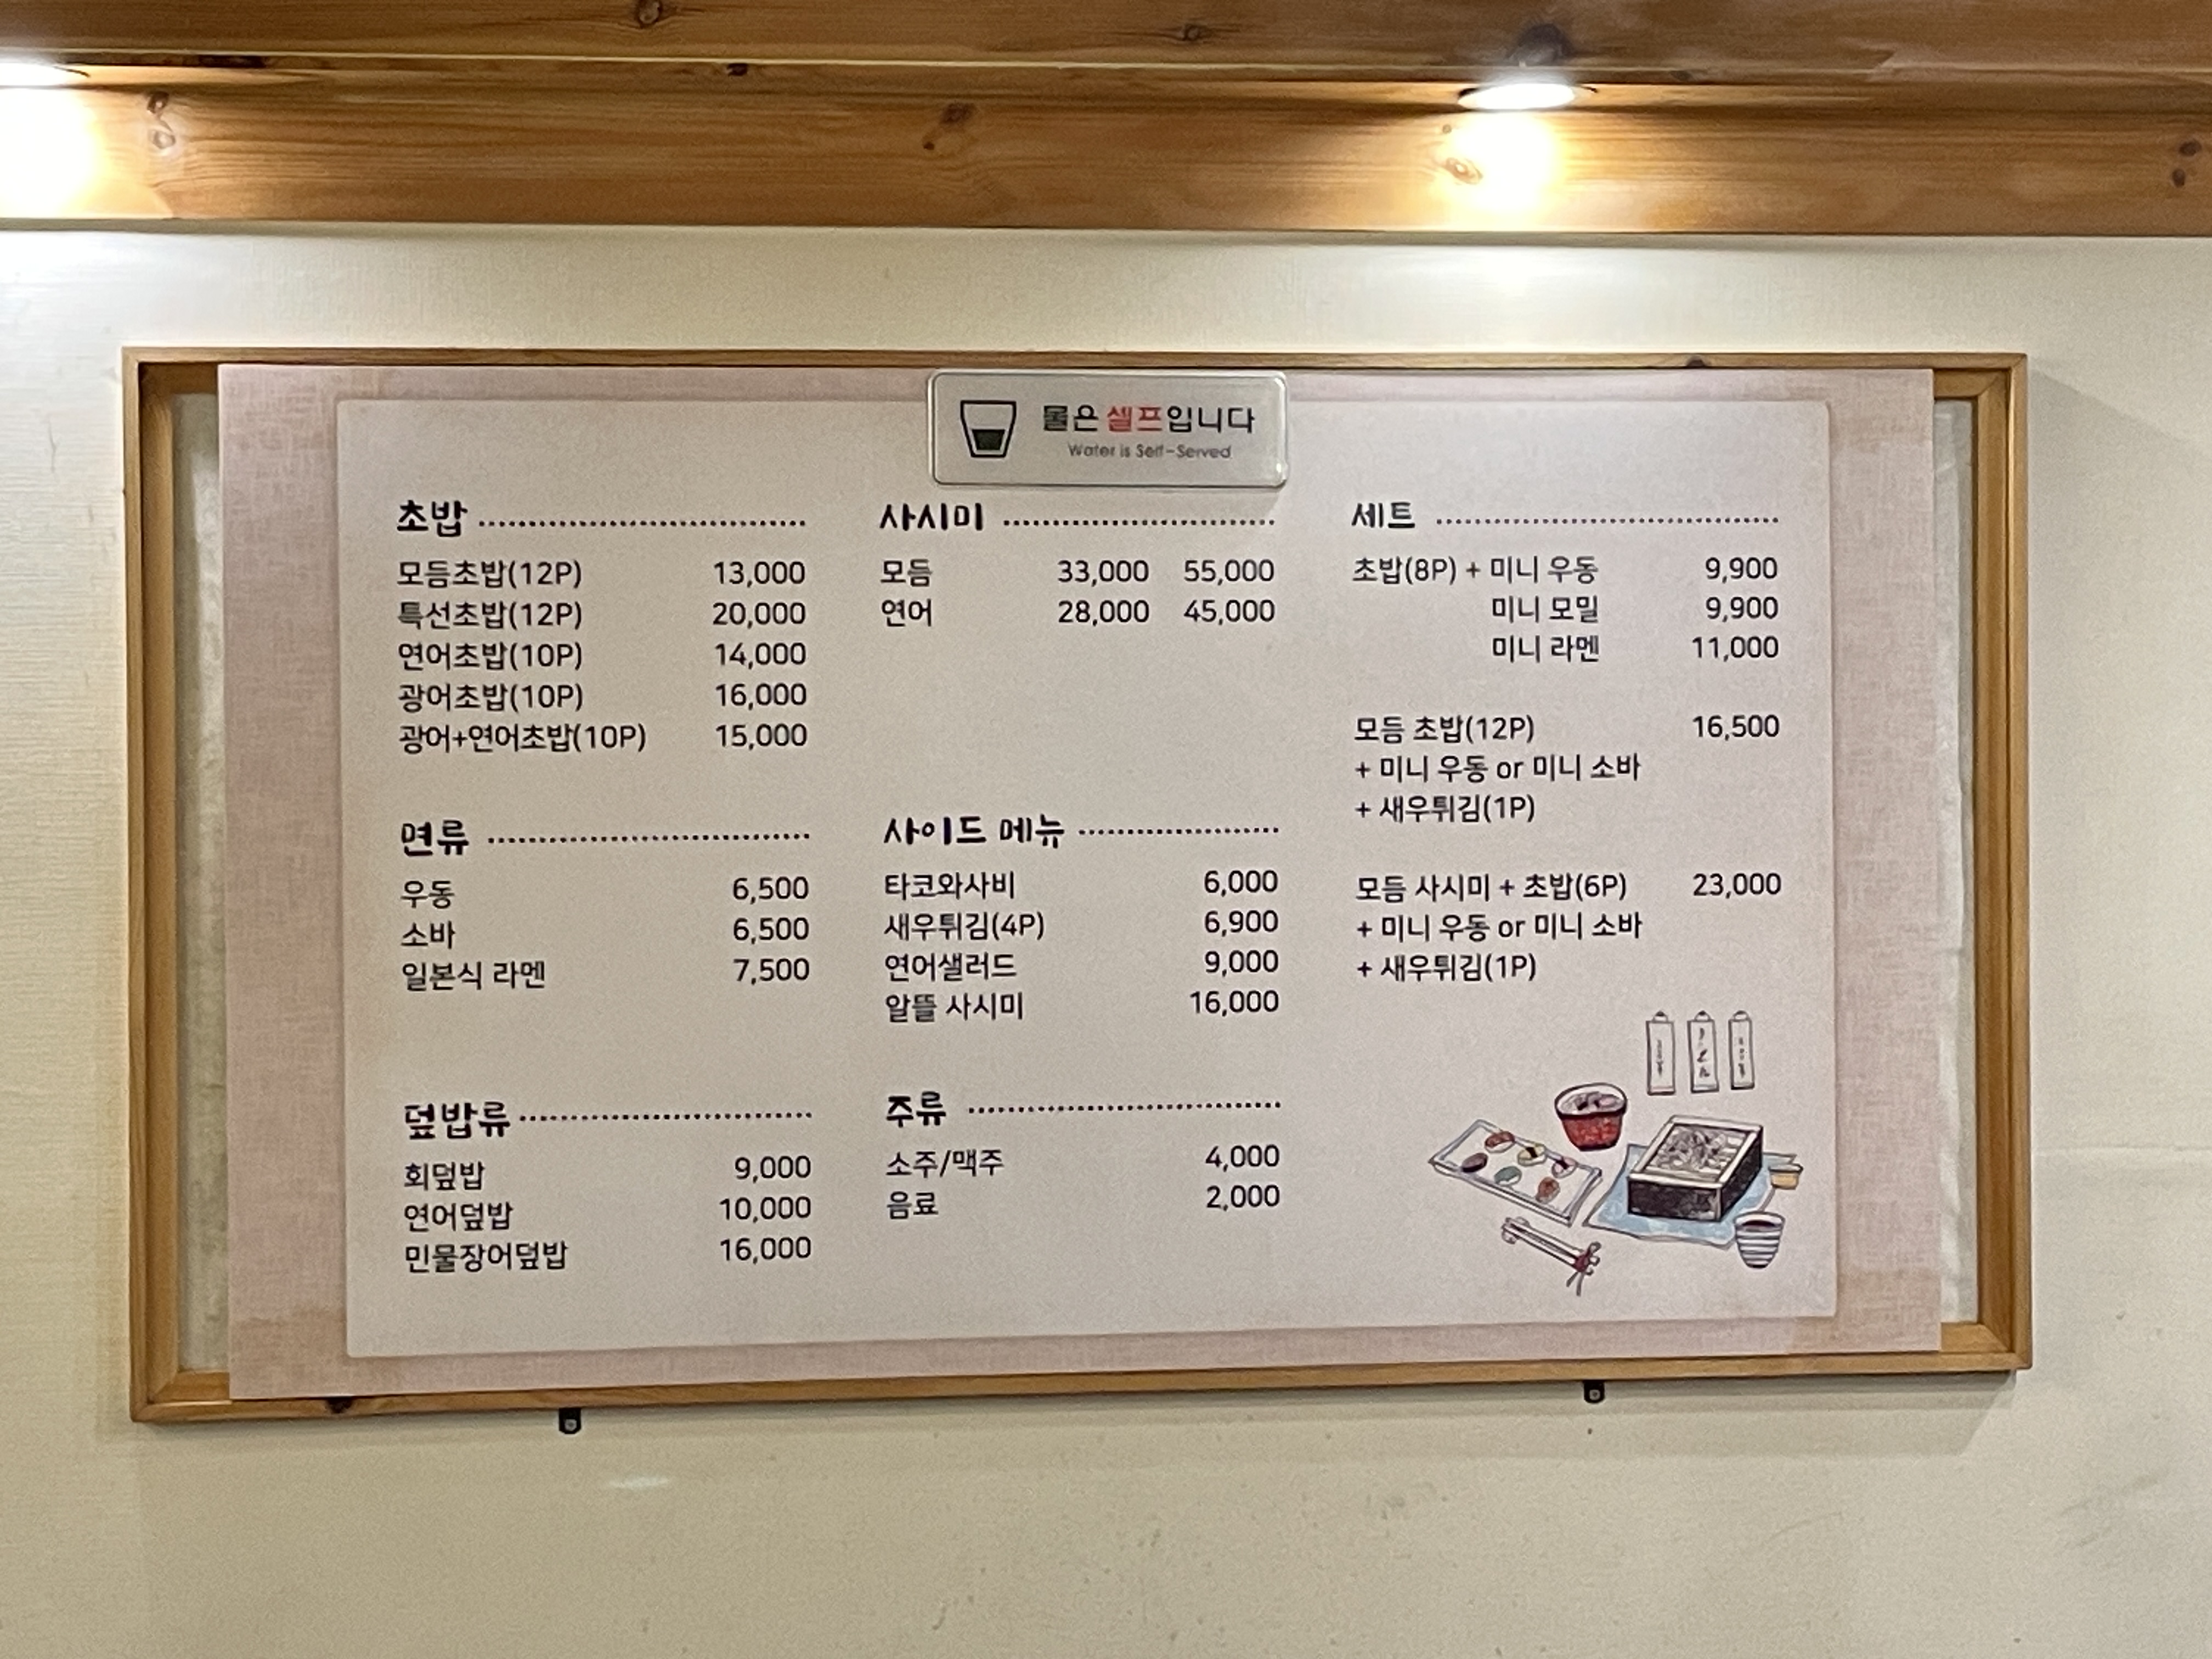 물은 셀프입니다
Water is Self-Served
초밥
모듬초밥(12P) 13,000
특선초밥(12P) 20,000
연어초밥(10P) 14,000
광어초밥(10P) 16,000
광어+연어초밥(10P) 15,000
면류
우동 6,500
소바 6,500
일본식 라멘 7,500
덮밥류
회덮밥 9,000
연어덮밥 10,000
민물장어덮밥 16,000
사시미
모듬 33,000 55,000
연어 28,000 45,000
사이드 메뉴
타코와사비 6,000
새우튀김(4P) 6,900
연어샐러드 9,000
알뜰 사시미 16,000
주류
소주/맥주 4,000
음료 2,000
세트
초밥(8P) + 미니 우동 9,900
미니 모밀 9,900
미니 라멘 11,000
모듬 초밥(12P) 16,500
+ 미니 우동 or 미니 소바
+ 새우튀김(1P)
모듬 사시미 + 초밥(6P) 23,000
+ 미니 우동 or 미니 소바
+ 새우튀김(1P)